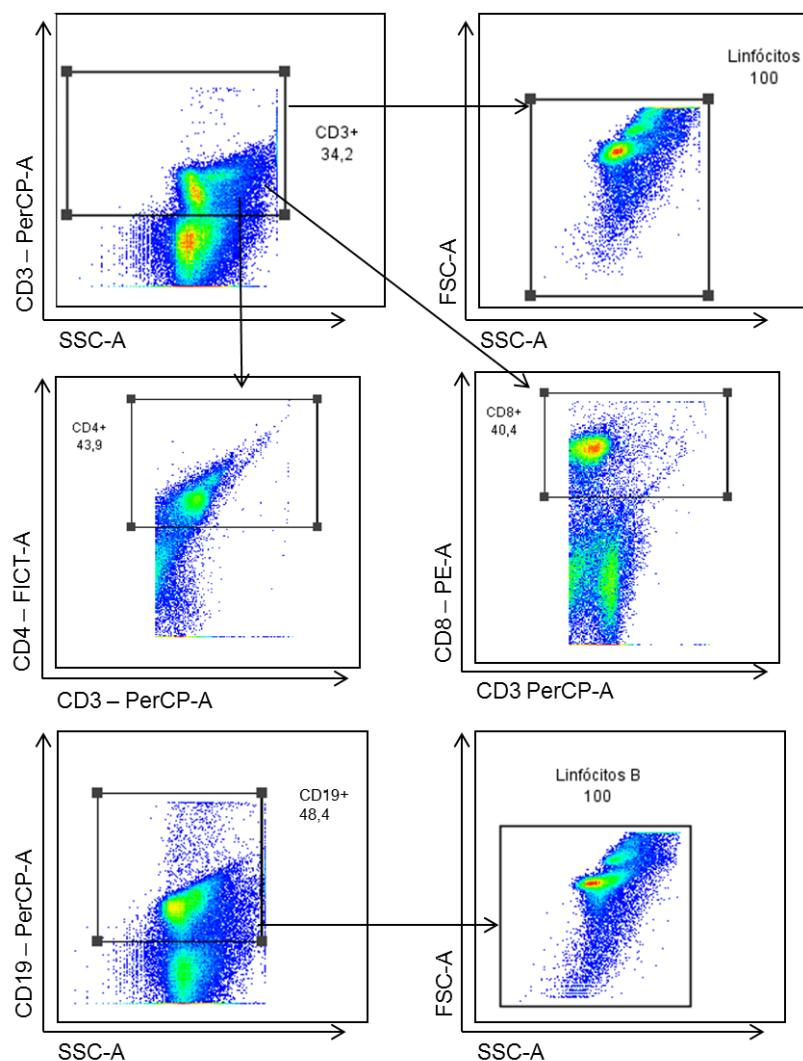 CD3 – PerCP-A
CD3+
34,2
SSC-A
FSC-A
Linfócitos
100
SSC-A
CD4 – FICT-A
CD4+
43,9
CD3 – PerCP-A
CD8 – PE-A
CD8+
40,4
CD3 PerCP-A
CD19 – PerCP-A
CD19+
48,4
SSC-A
FSC-A
Linfócitos B
100
SSC-A